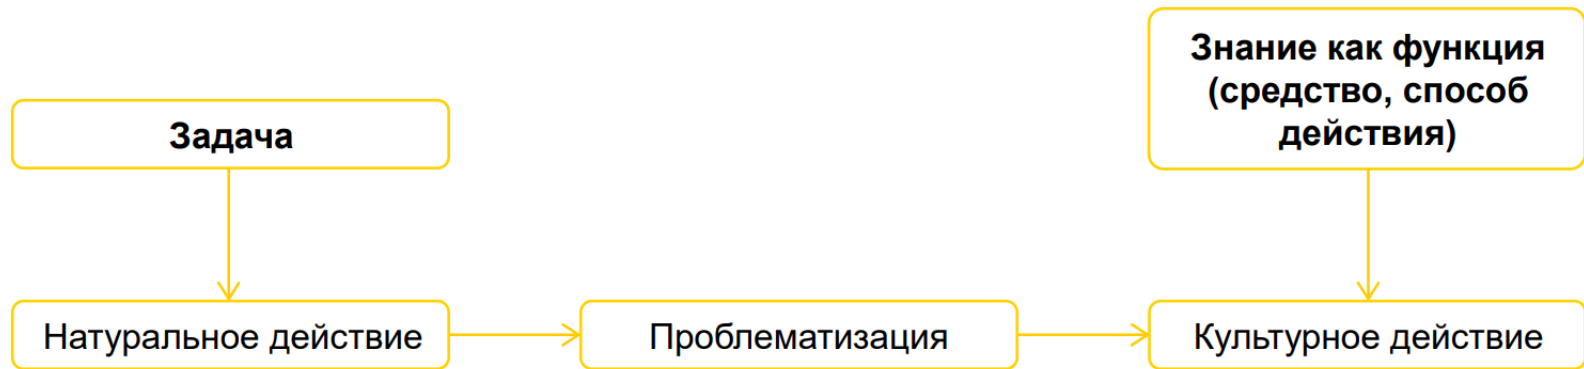 Задача
Знание как функция
(средство, способ
действия)
Натуральное действие
Проблематизация
Культурное действие